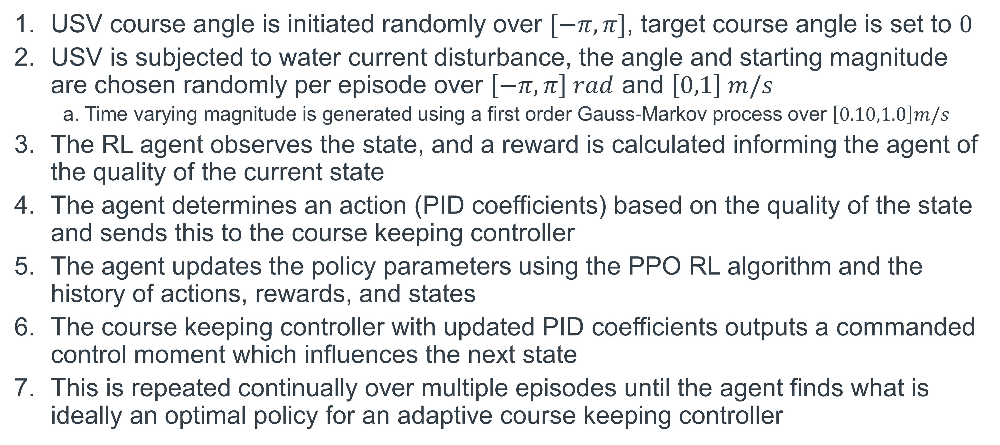 1. USV course angle is initiated randomly over [−π, π], target course angle is set to 0
2. USV is subjected to water current disturbance, the angle and starting magnitude
are chosen randomly per episode over [−π, π] rad and [0,1] m/s
a. Time varying magnitude is generated using a first order Gauss-Markov process over [0.10,1.0]m/s
3. The RL agent observes the state, and a reward is calculated informing the agent of
the quality of the current state
4. The agent determines an action (PID coefficients) based on the quality of the state
and sends this to the course keeping controller
5. The agent updates the policy parameters using the PPO RL algorithm and the
history of actions, rewards, and states
6. The course keeping controller with updated PID coefficients outputs a commanded
control moment which influences the next state
7. This is repeated continually over multiple episodes until the agent finds what is
ideally an optimal policy for an adaptive course keeping controller